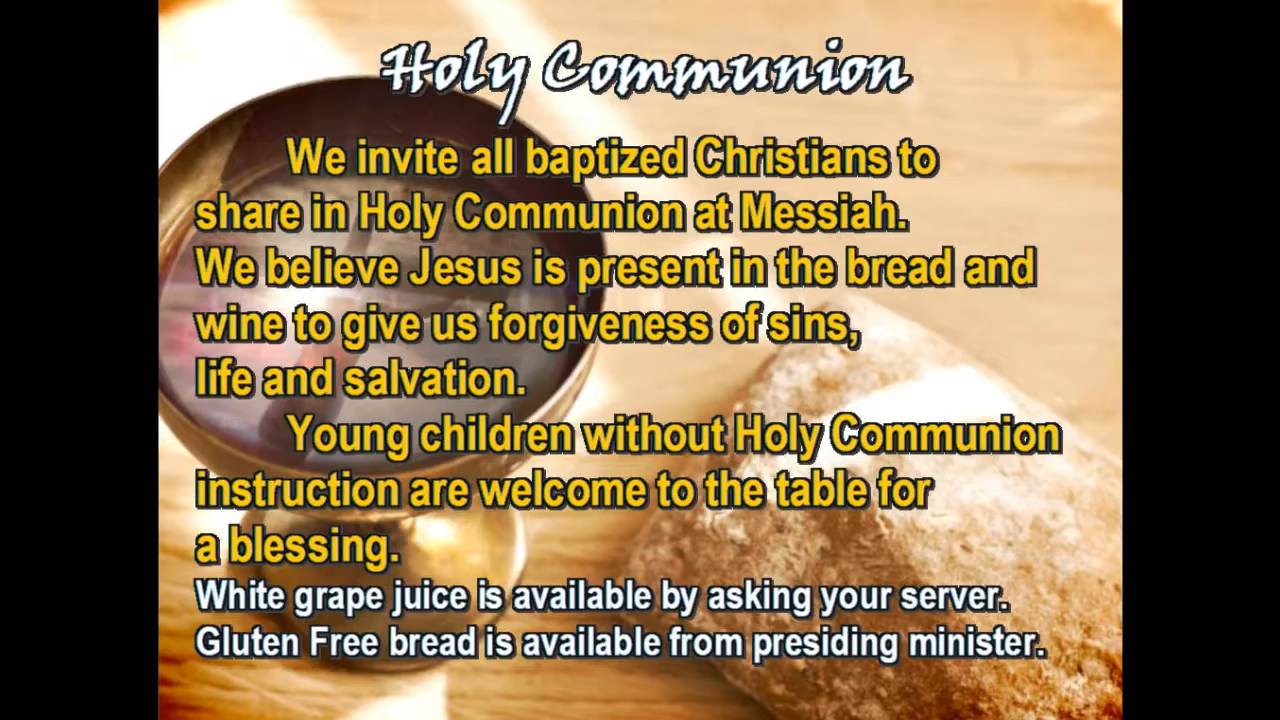 Holy Communion
We invite all baptized Christians to
share in Holy Communion at Messiah.
We believe Jesus is present in the bread and
wine to give us forgiveness of sins,
life and salvation.
Young children without Holy Communion
instruction are welcome to the table for
a blessing.
White grape juice is available by asking your server.
Gluten Free bread is available from presiding minister.